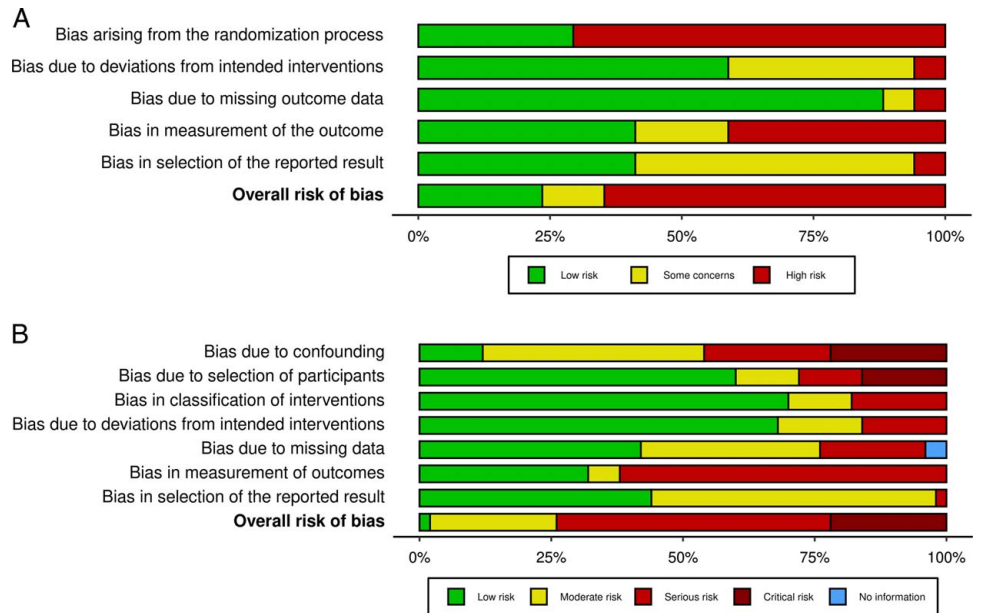 A
Bias arising from the randomization process
Bias due to deviations from intended interventions
Bias due to missing outcome data
Bias in measurement of the outcome
Bias in selection of the reported result
Overall risk of bias
0% 25% 50% 75% 100%
Low risk Some concerns High risk
B
Bias due to confounding
Bias due to selection of participants
Bias in classification of interventions
Bias due to deviations from intended interventions
Bias due to missing data
Bias in measurement of outcomes
Bias in selection of the reported result
Overall risk of bias
0% 25% 50% 75% 100%
Low risk Moderate risk Serious risk Critical risk No information